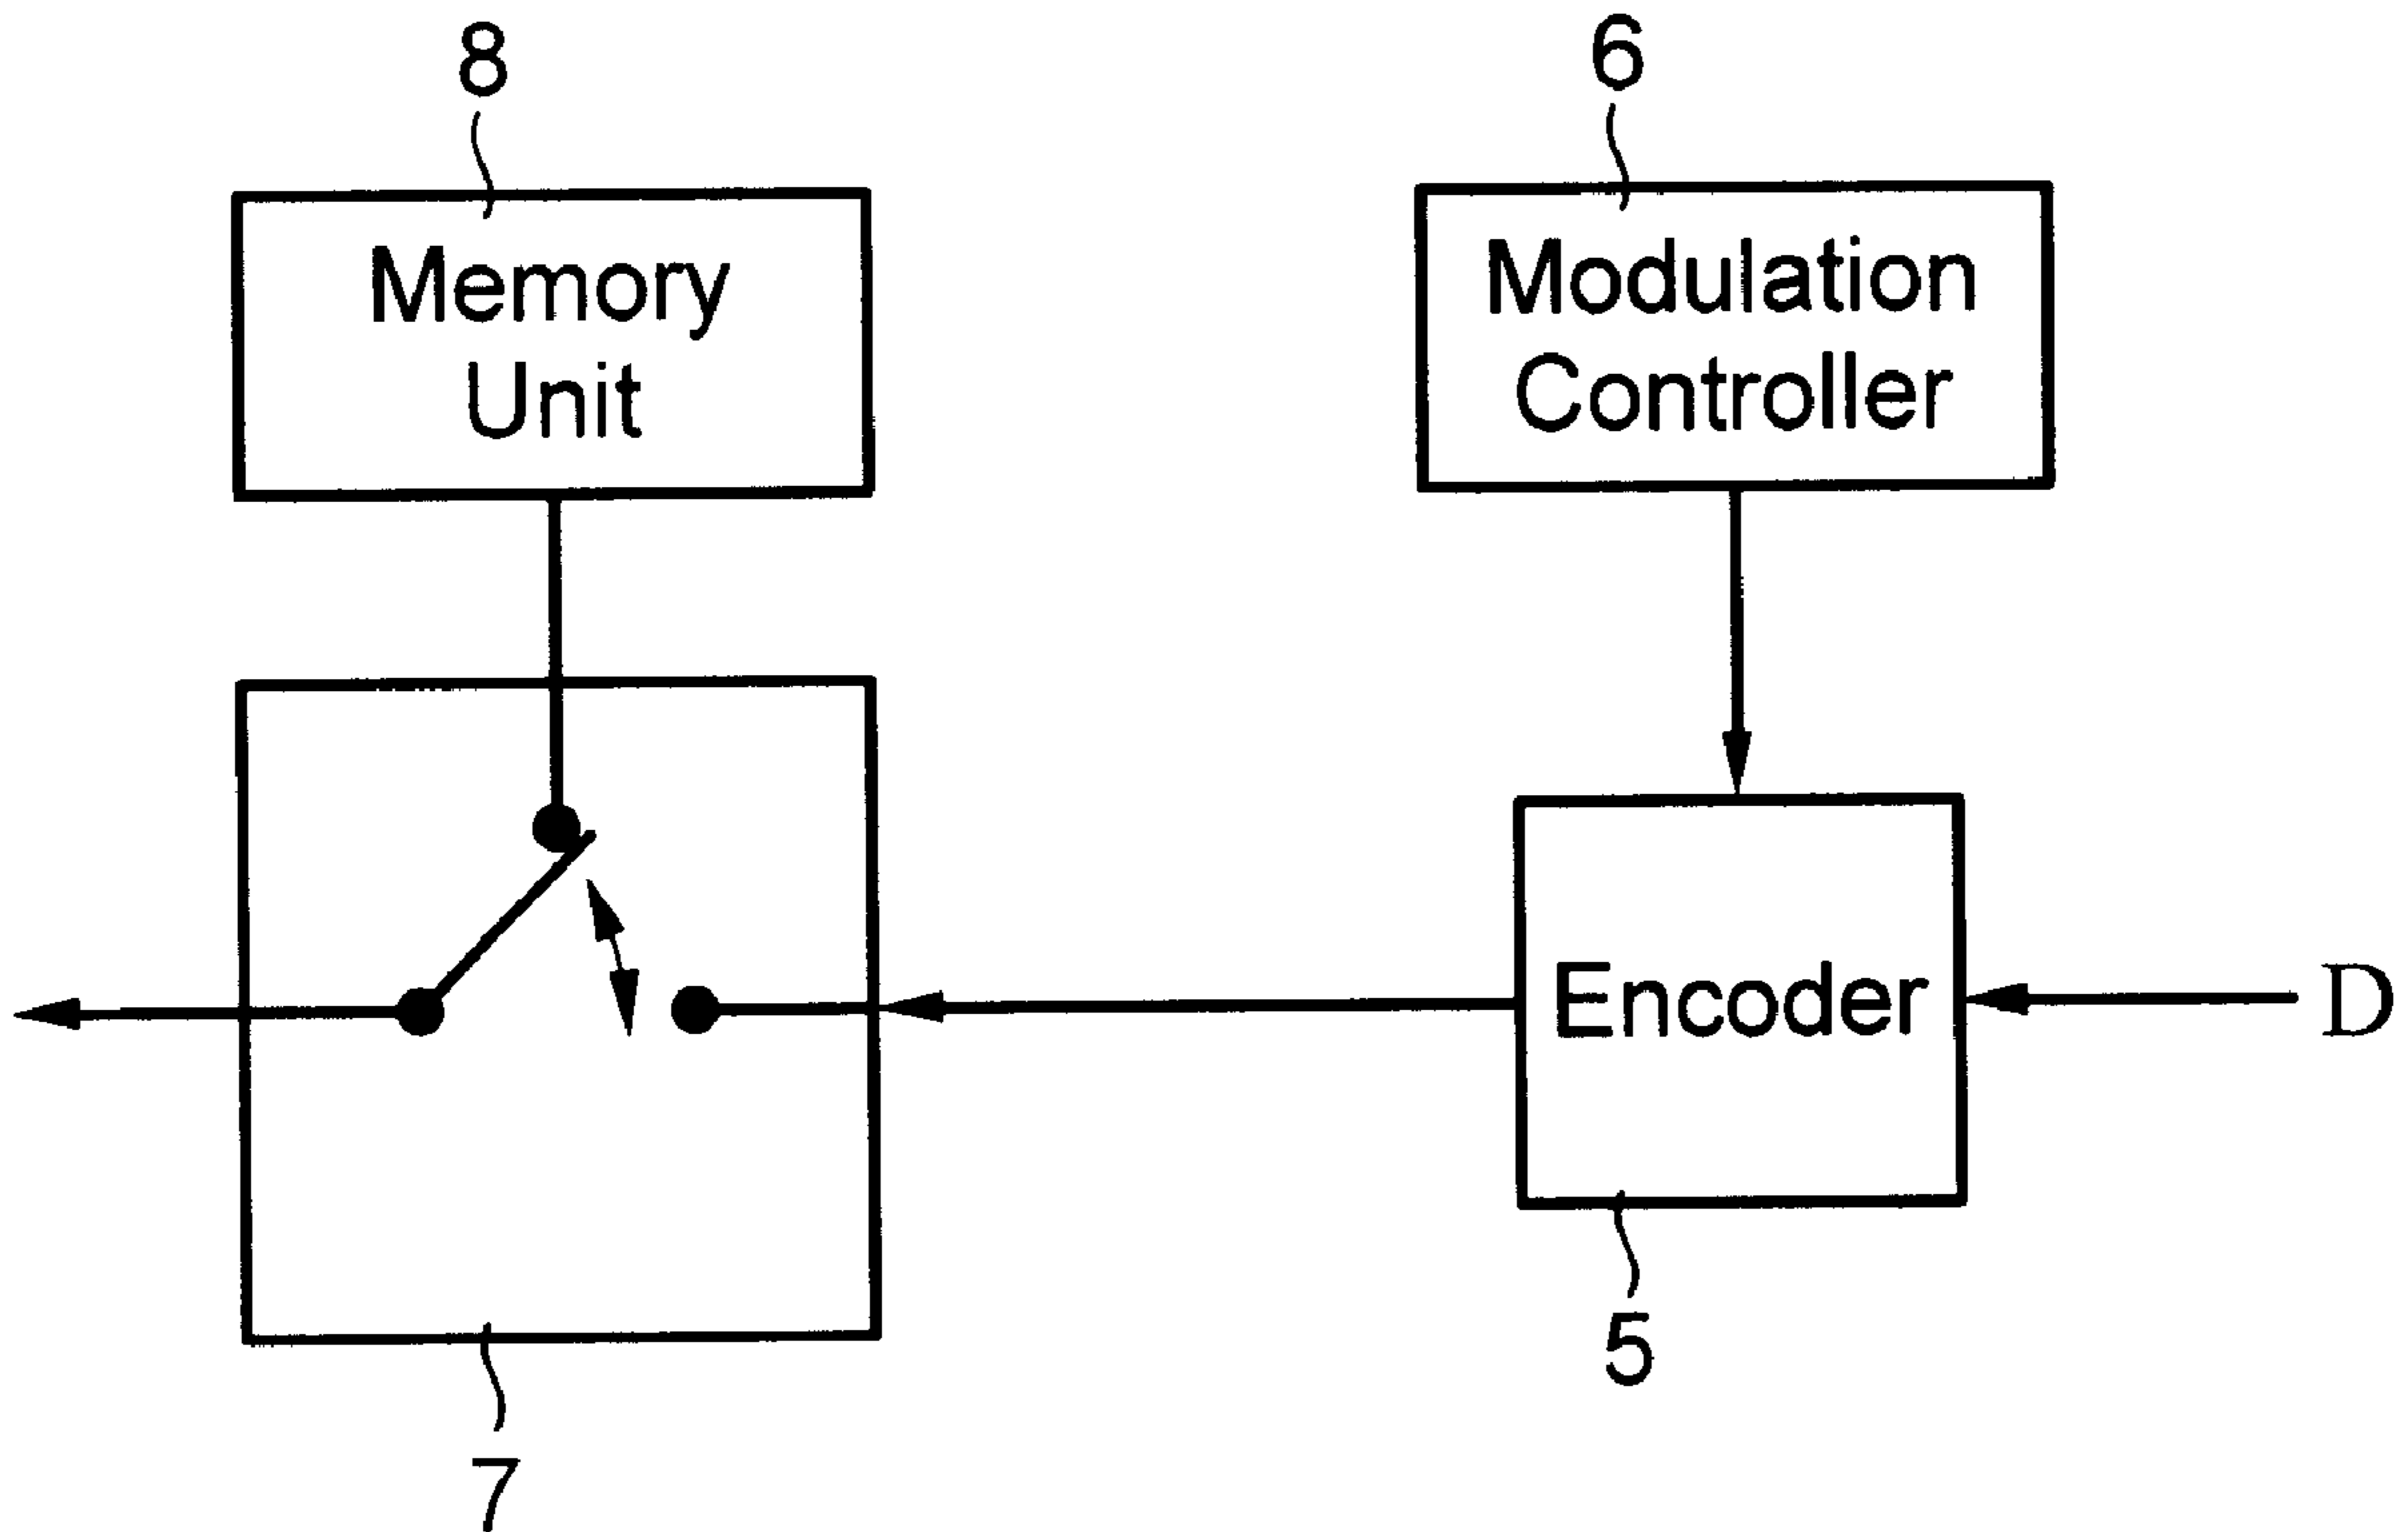 8
6
Memory
Unit
Modulation
Controller
Encoder
D
5
7